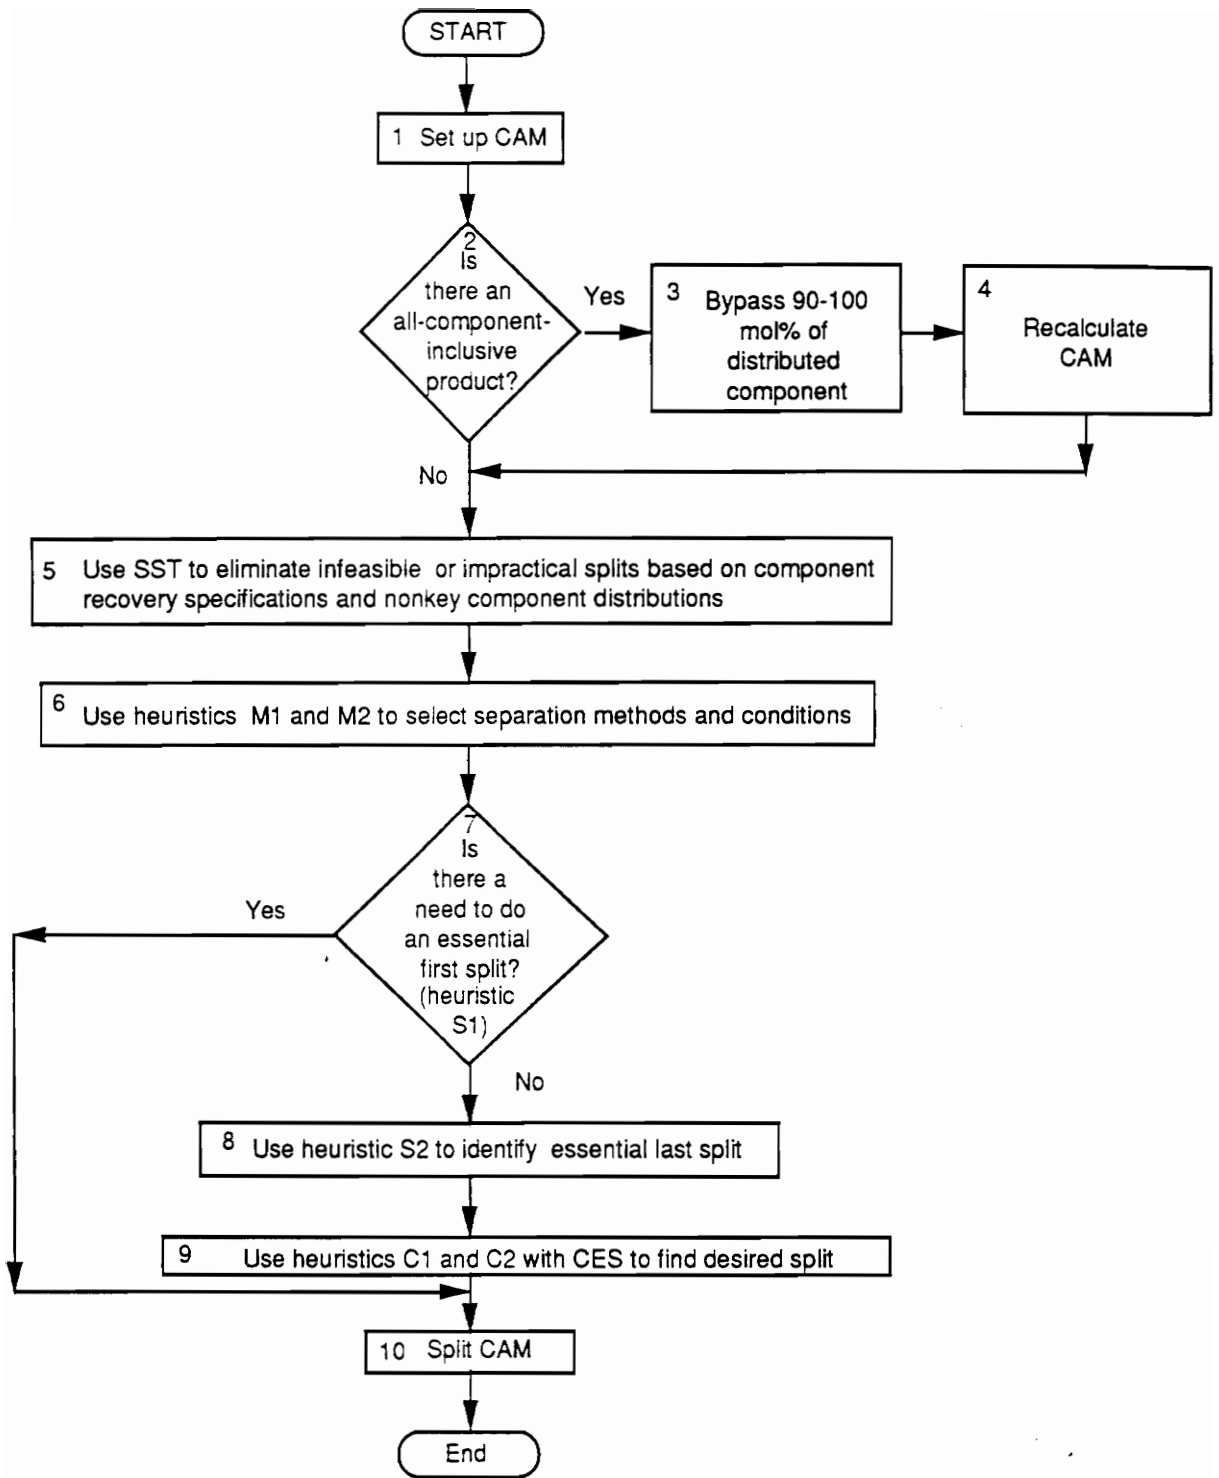 START
1 Set up CAM
2
Is
there an
all-component-
inclusive
product?
Yes
3 Bypass 90-100
mol% of
distributed
component
4
Recalculate
CAM
No
5 Use SST to eliminate infeasible or impractical splits based on component
recovery specifications and nonkey component distributions
6 Use heuristics M1 and M2 to select separation methods and conditions
7
Is
there a
need to do
an essential
first split?
(heuristic
S1)
Yes
No
8 Use heuristic S2 to identify essential last split
9 Use heuristics C1 and C2 with CES to find desired split
10 Split CAM
End